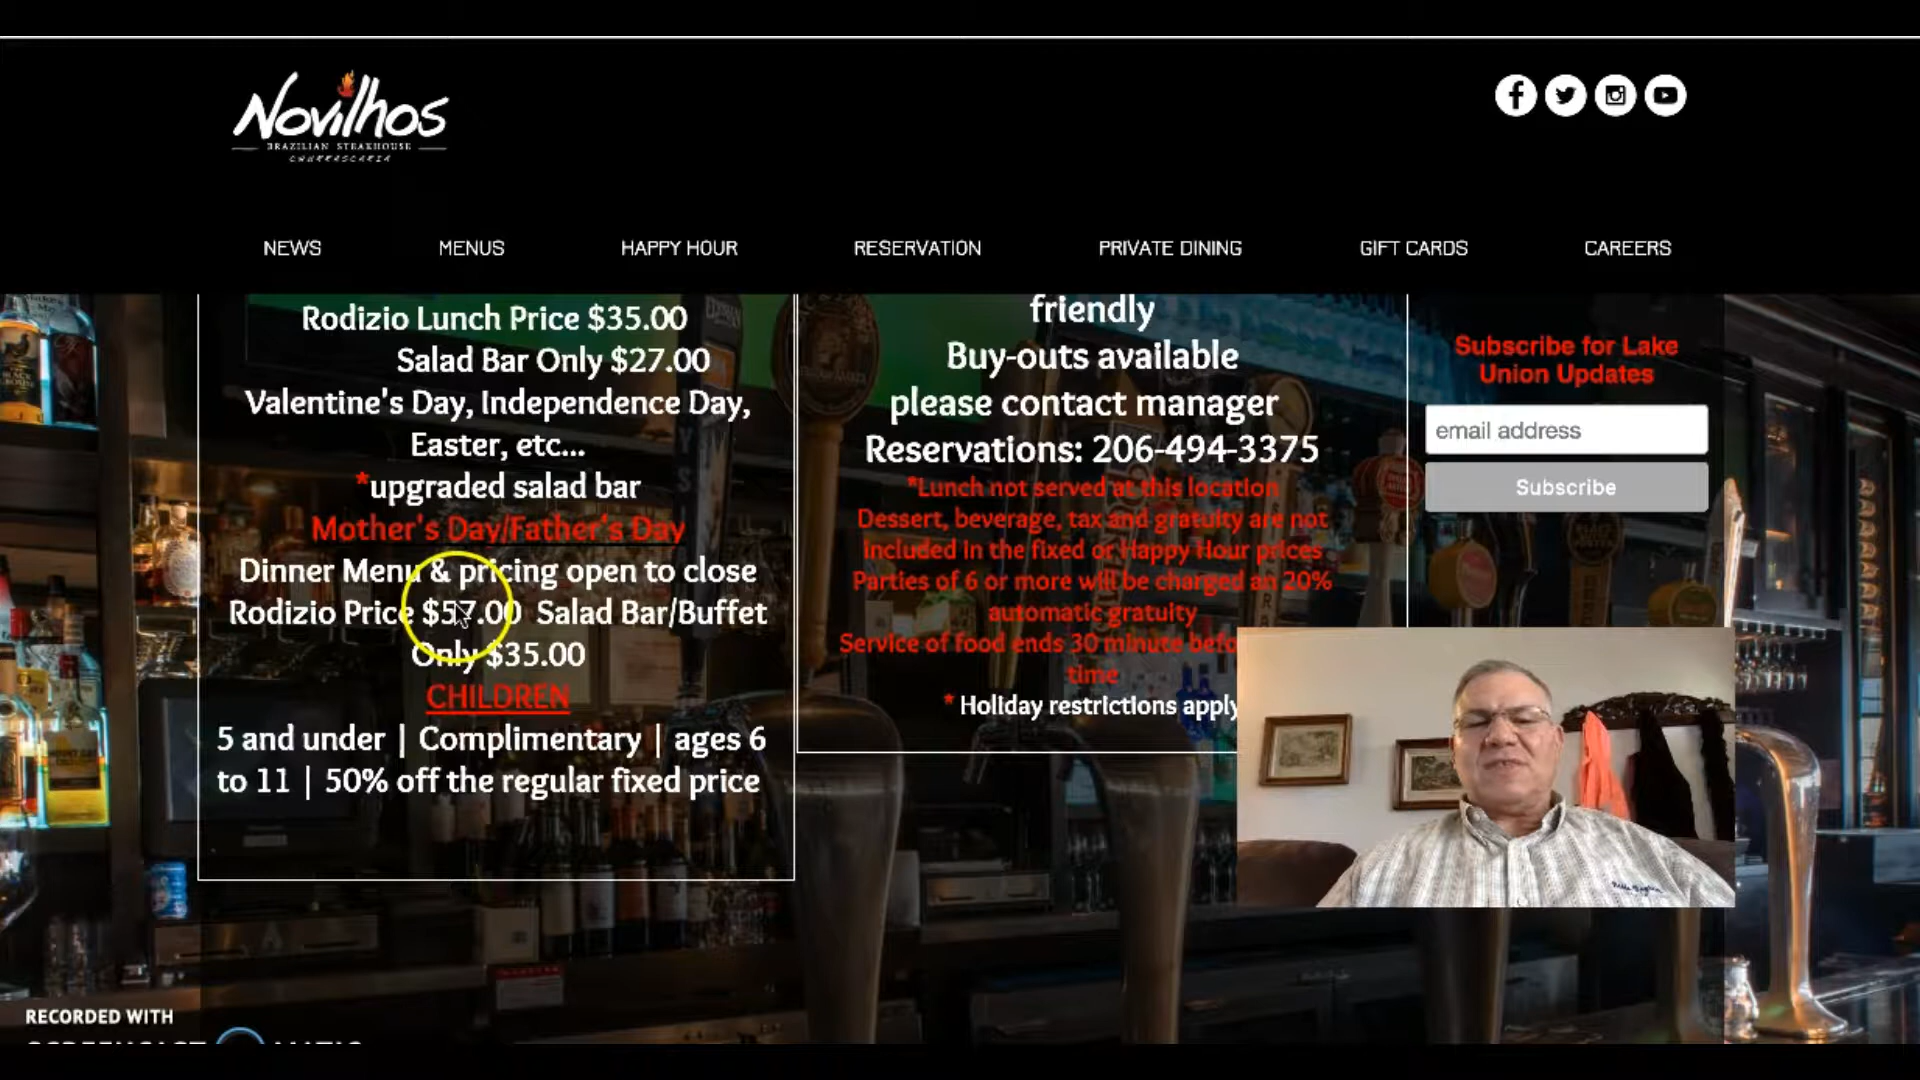 Novilhos
BRAZILIAN STEAKHOUSE
CHURRASCARIA
NEWS
MENUS
HAPPY HOUR
RESERVATION
PRIVATE DINING
GIFT CARDS
CAREERS
Rodizio Lunch Price $35.00
Salad Bar Only $27.00
Valentine's Day, Independence Day,
Easter, etc...
*upgraded salad bar
Mother's Day/Father's Day
Dinner Menu & pricing open to close
Rodizio Price $57.00 Salad Bar/Buffet
Only $35.00
CHILDREN
5 and under | Complimentary | ages 6
to 11 | 50% off the regular fixed price
friendly
Buy-outs available
please contact manager
Reservations: 206-494-3375
*Lunch not served at this location
Dessert, beverage, tax and gratuity are not
included in the fixed or Happy Hour prices
Parties of 6 or more will be charged an 20%
automatic gratuity
Service of food ends 30 minute befo
time
* Holiday restrictions apply
Subscribe for Lake
Union Updates
email address
Subscribe
RECORDED WITH